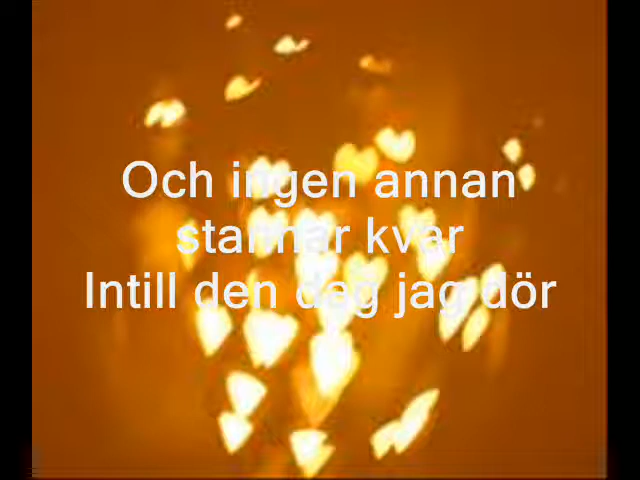 Och ingen annan
stannar kvar
Intill den dag jag dör